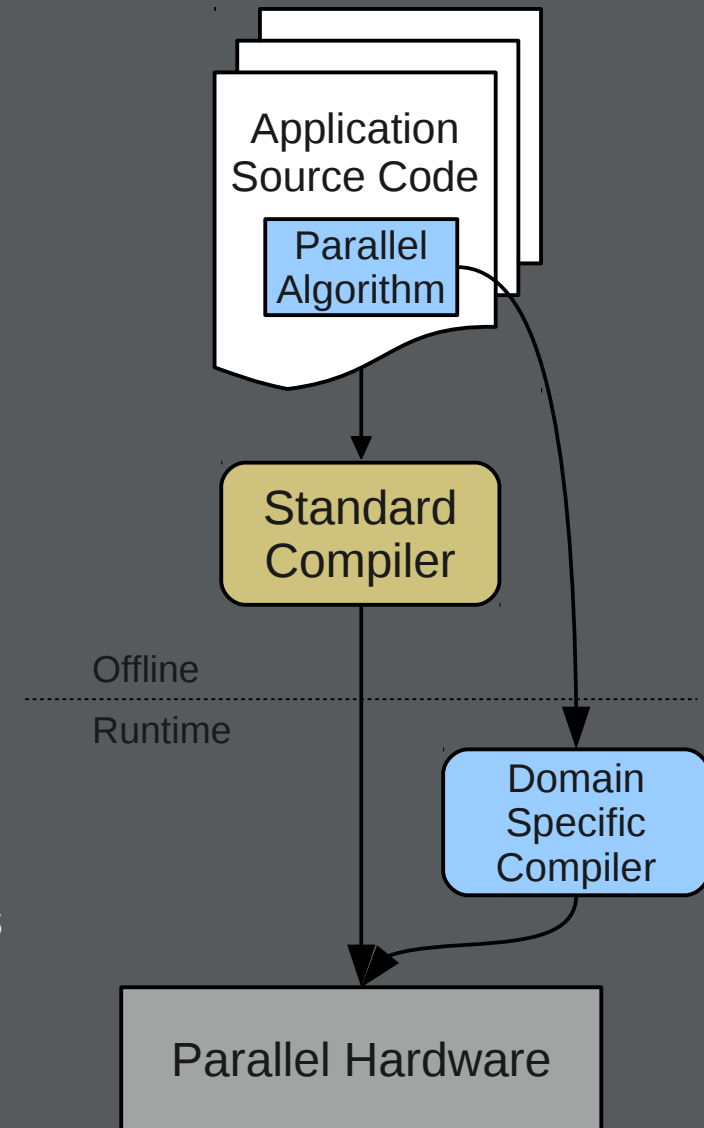 Application
Source Code
Parallel
Algorithm
Standard
Compiler
Offline
Runtime
Domain
Specific
Compiler
s
Parallel Hardware